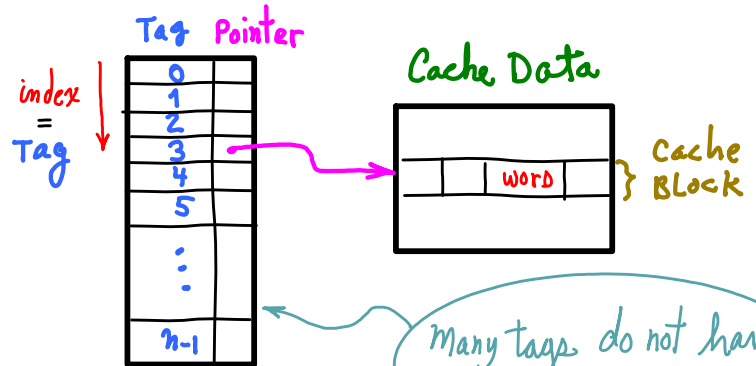 Tag Pointer
Cache Data
index
=
Tag
0
1
2
3
4
5
n-1
word
Cache
Block
Many tags do not